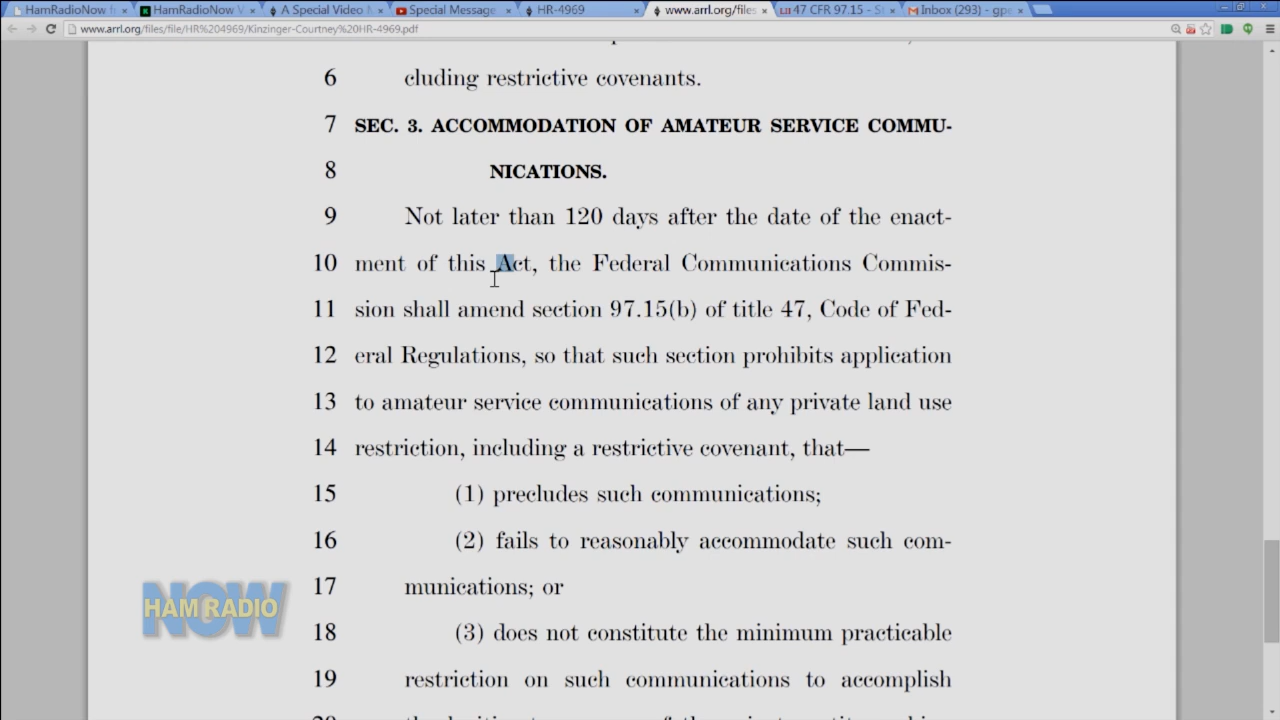 HamRadioNow
HamRadioNow V
A Special Video
Special Message
HR-4969
www.arrl.org/files
47 CFR 97.15 - S
Inbox (293) - gpe
www.arrl.org/files/file/HR%204969/Kinzinger-Courtney%20HR-4969.pdf
6 cluding restrictive covenants.
7 SEC. 3. ACCOMMODATION OF AMATEUR SERVICE COMMU-
8 NICATIONS.
9 Not later than 120 days after the date of the enact-
10 ment of this Act, the Federal Communications Commis-
11 sion shall amend section 97.15(b) of title 47, Code of Fed-
12 eral Regulations, so that such section prohibits application
13 to amateur service communications of any private land use
14 restriction, including a restrictive covenant, that—
15 (1) precludes such communications;
16 (2) fails to reasonably accommodate such com-
17 munications; or
18 (3) does not constitute the minimum practicable
19 restriction on such communications to accomplish
NOW
HAM RADIO